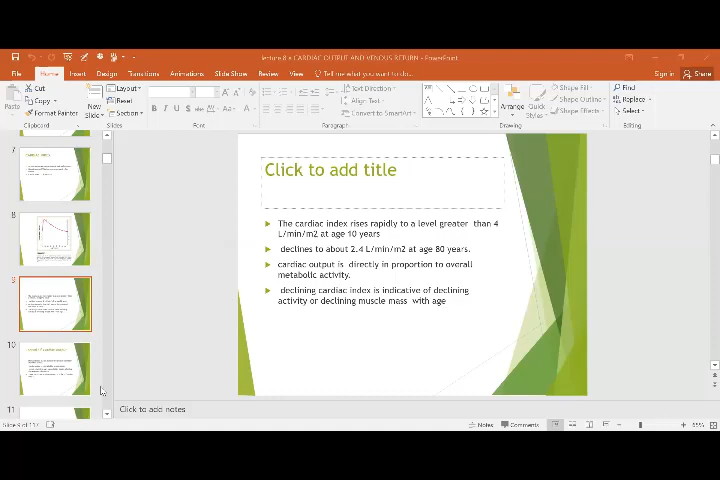 lecture 8 A CARDIAC OUTPUT AND VENOUS RETURN - PowerPoint
File Home Insert Design Transitions Animations Slide Show Review View Tell me what you want to do... Sign in Share
Cut Layout Text Direction Shape Fill Find
Paste Copy New Reset Align Text Arrange Quick Shape Outline Replace
Format Painter Slide Section B I U S abc Convert to SmartArt Styles Shape Effects Select
Clipboard Slides Font Paragraph Drawing Editing
7
8
9
10
11
Click to add title
The cardiac index rises rapidly to a level greater than 4
L/min/m2 at age 10 years
declines to about 2.4 L/min/m2 at age 80 years.
cardiac output is directly in proportion to overall
metabolic activity.
declining cardiac index is indicative of declining
activity or declining muscle mass with age
Click to add notes
Slide 9 of 117 Notes Comments 65%